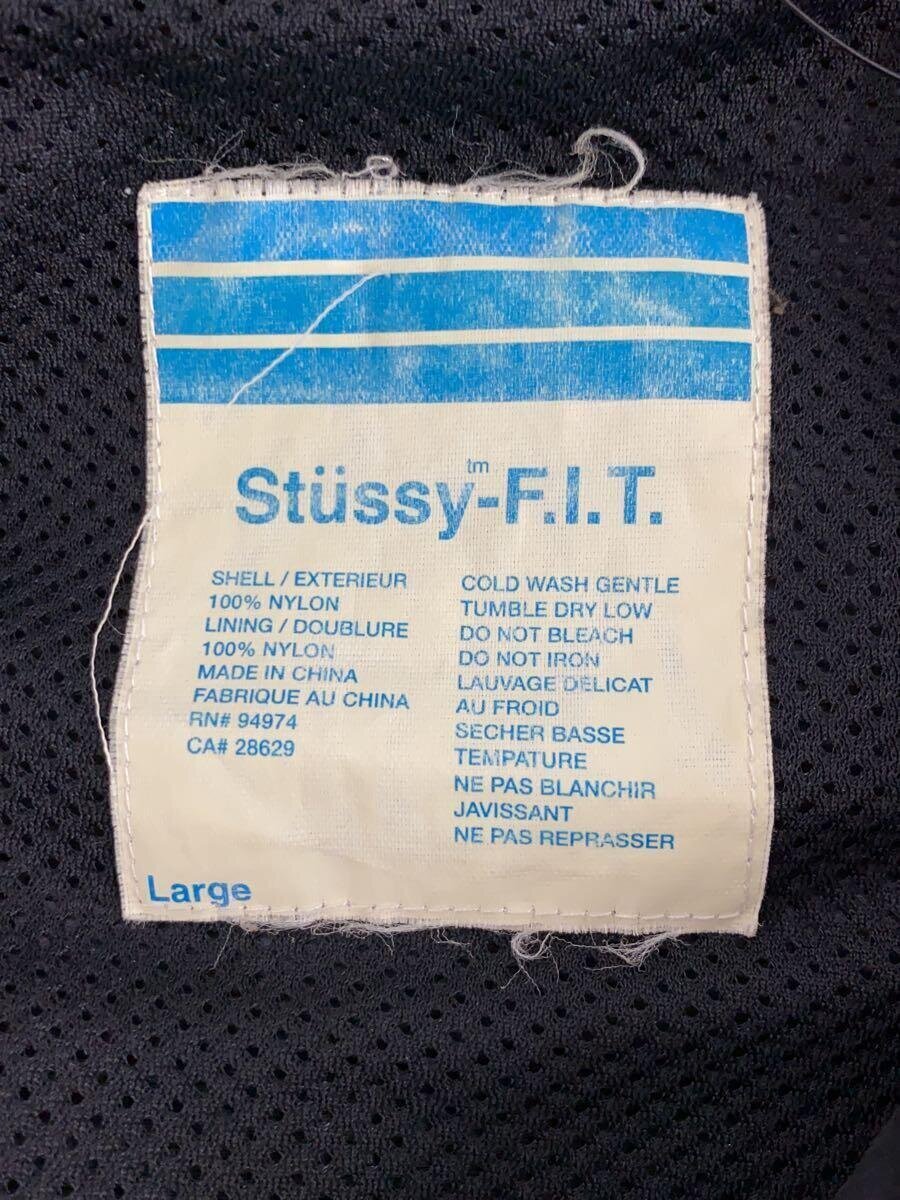 Stüssy-F.I.T.
tm
SHELL / EXTERIEUR
100% NYLON
LINING / DOUBLURE
100% NYLON
MADE IN CHINA
FABRIQUE AU CHINA
RN# 94974
CA# 28629
COLD WASH GENTLE
TUMBLE DRY LOW
DO NOT BLEACH
DO NOT IRON
LAUVAGE DELICAT
AU FROID
SECHER BASSE
TEMPATURE
NE PAS BLANCHIR
JAVISSANT
NE PAS REPRASSER
Large